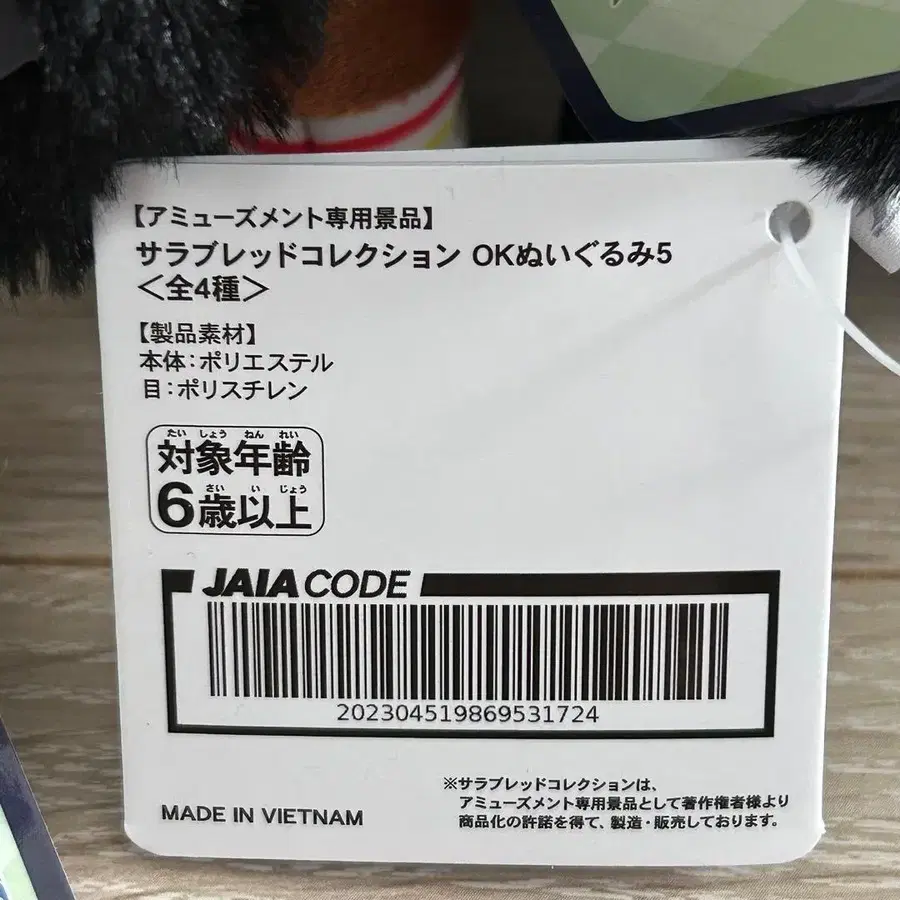 【アミューズメント専用景品】
サラブレッドコレクション OKぬいぐるみ5
＜全4種＞
【製品素材】
本体：ポリエステル
目：ポリスチレン
たい しょう ねん れい
対象年齢
さい い じょう
6歳以上
JAIA CODE
202304519869531724
MADE IN VIETNAM
※サラブレッドコレクションは、
アミューズメント専用景品として著作権者様より
商品化の許諾を得て、製造・販売しております。